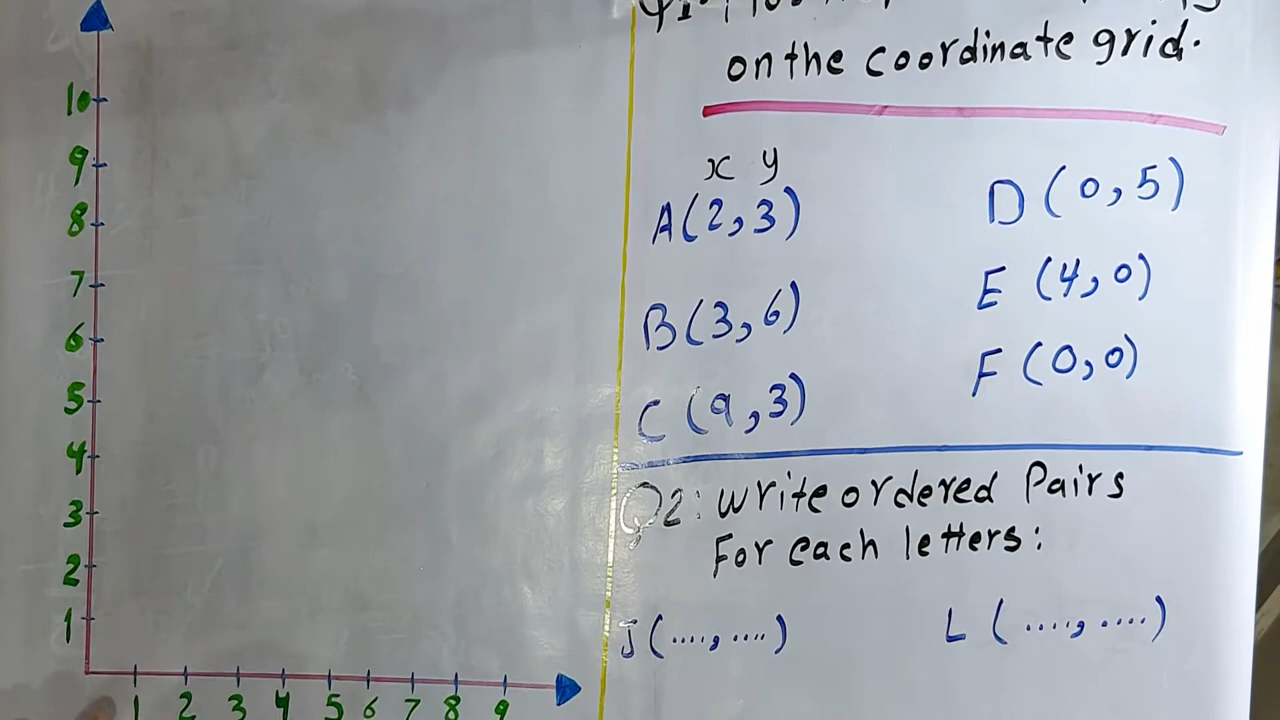 on the coordinate grid.
x y
A(2,3)
B(3,6)
C(9,3)
D(0,5)
E (4,0)
F (0,0)
Q2: write ordered Pairs
For each letters:
J(....,....)
L (....,....)
10
9
8
7
6
5
4
3
2
1
1 2 3 4 5 6 7 8 9